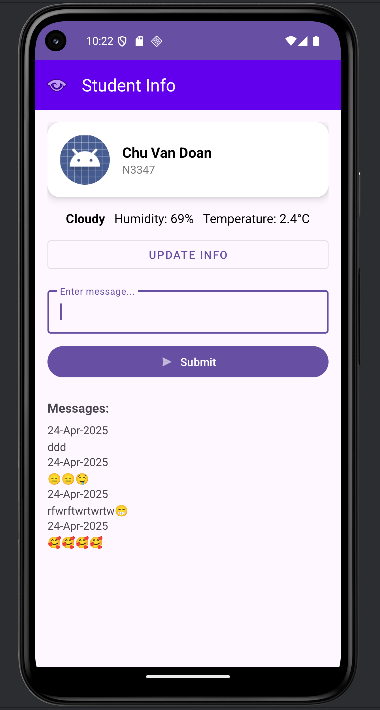 10:22
Student Info
Chu Van Doan
N3347
Cloudy Humidity: 69% Temperature: 2.4°C
UPDATE INFO
Enter message...
Submit
Messages:
24-Apr-2025
ddd
24-Apr-2025
😑😑🤤
24-Apr-2025
rfwrftwrtwrtw😁
24-Apr-2025
🥰🥰🥰🥰